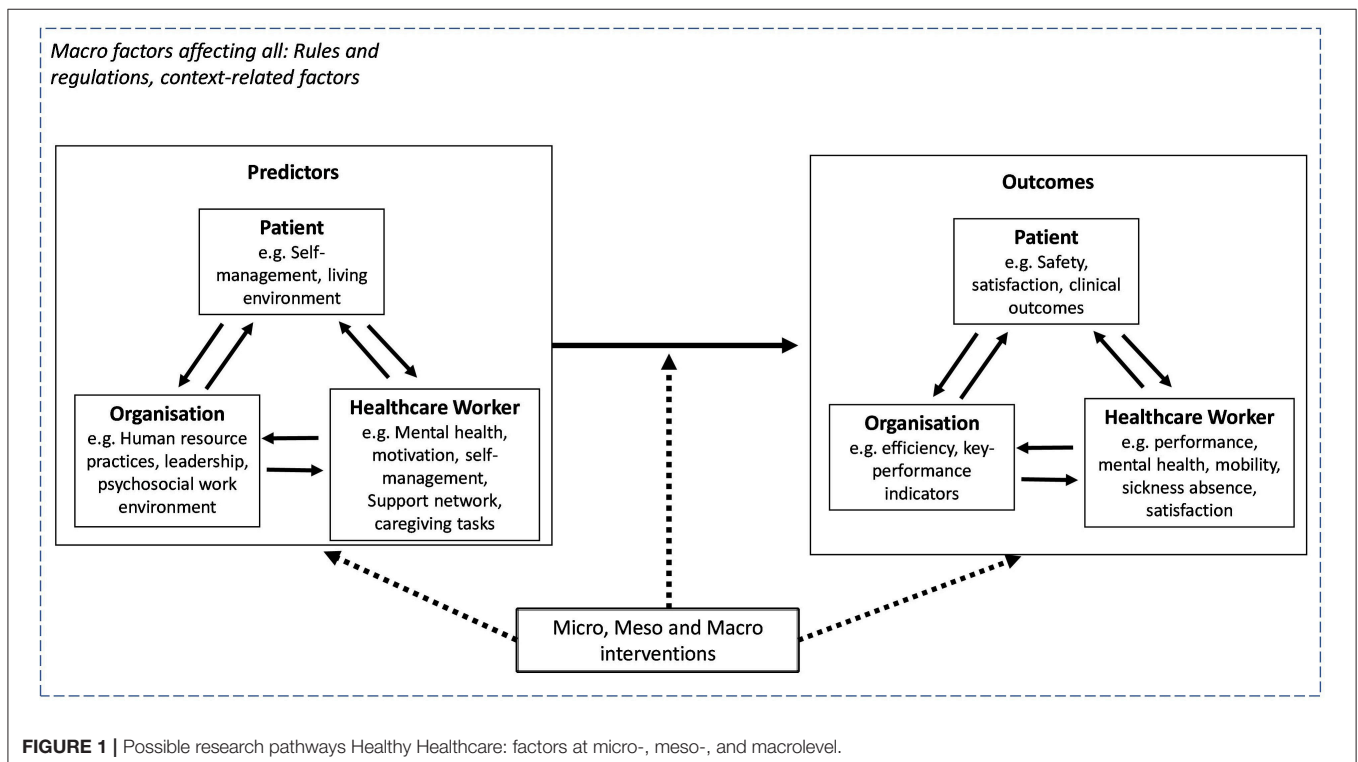 Macro factors affecting all: Rules and
regulations, context-related factors
Predictors
Patient
e.g. Self-
management, living
environment
Organisation
e.g. Human resource
practices, leadership,
psychosocial work
environment
Healthcare Worker
e.g. Mental health,
motivation, self-
management,
Support network,
caregiving tasks
Outcomes
Patient
e.g. Safety,
satisfaction, clinical
outcomes
Organisation
e.g. efficiency, key-
performance
indicators
Healthcare Worker
e.g. performance,
mental health, mobility,
sickness absence,
satisfaction
Micro, Meso and Macro
interventions
FIGURE 1 | Possible research pathways Healthy Healthcare: factors at micro-, meso-, and macrolevel.